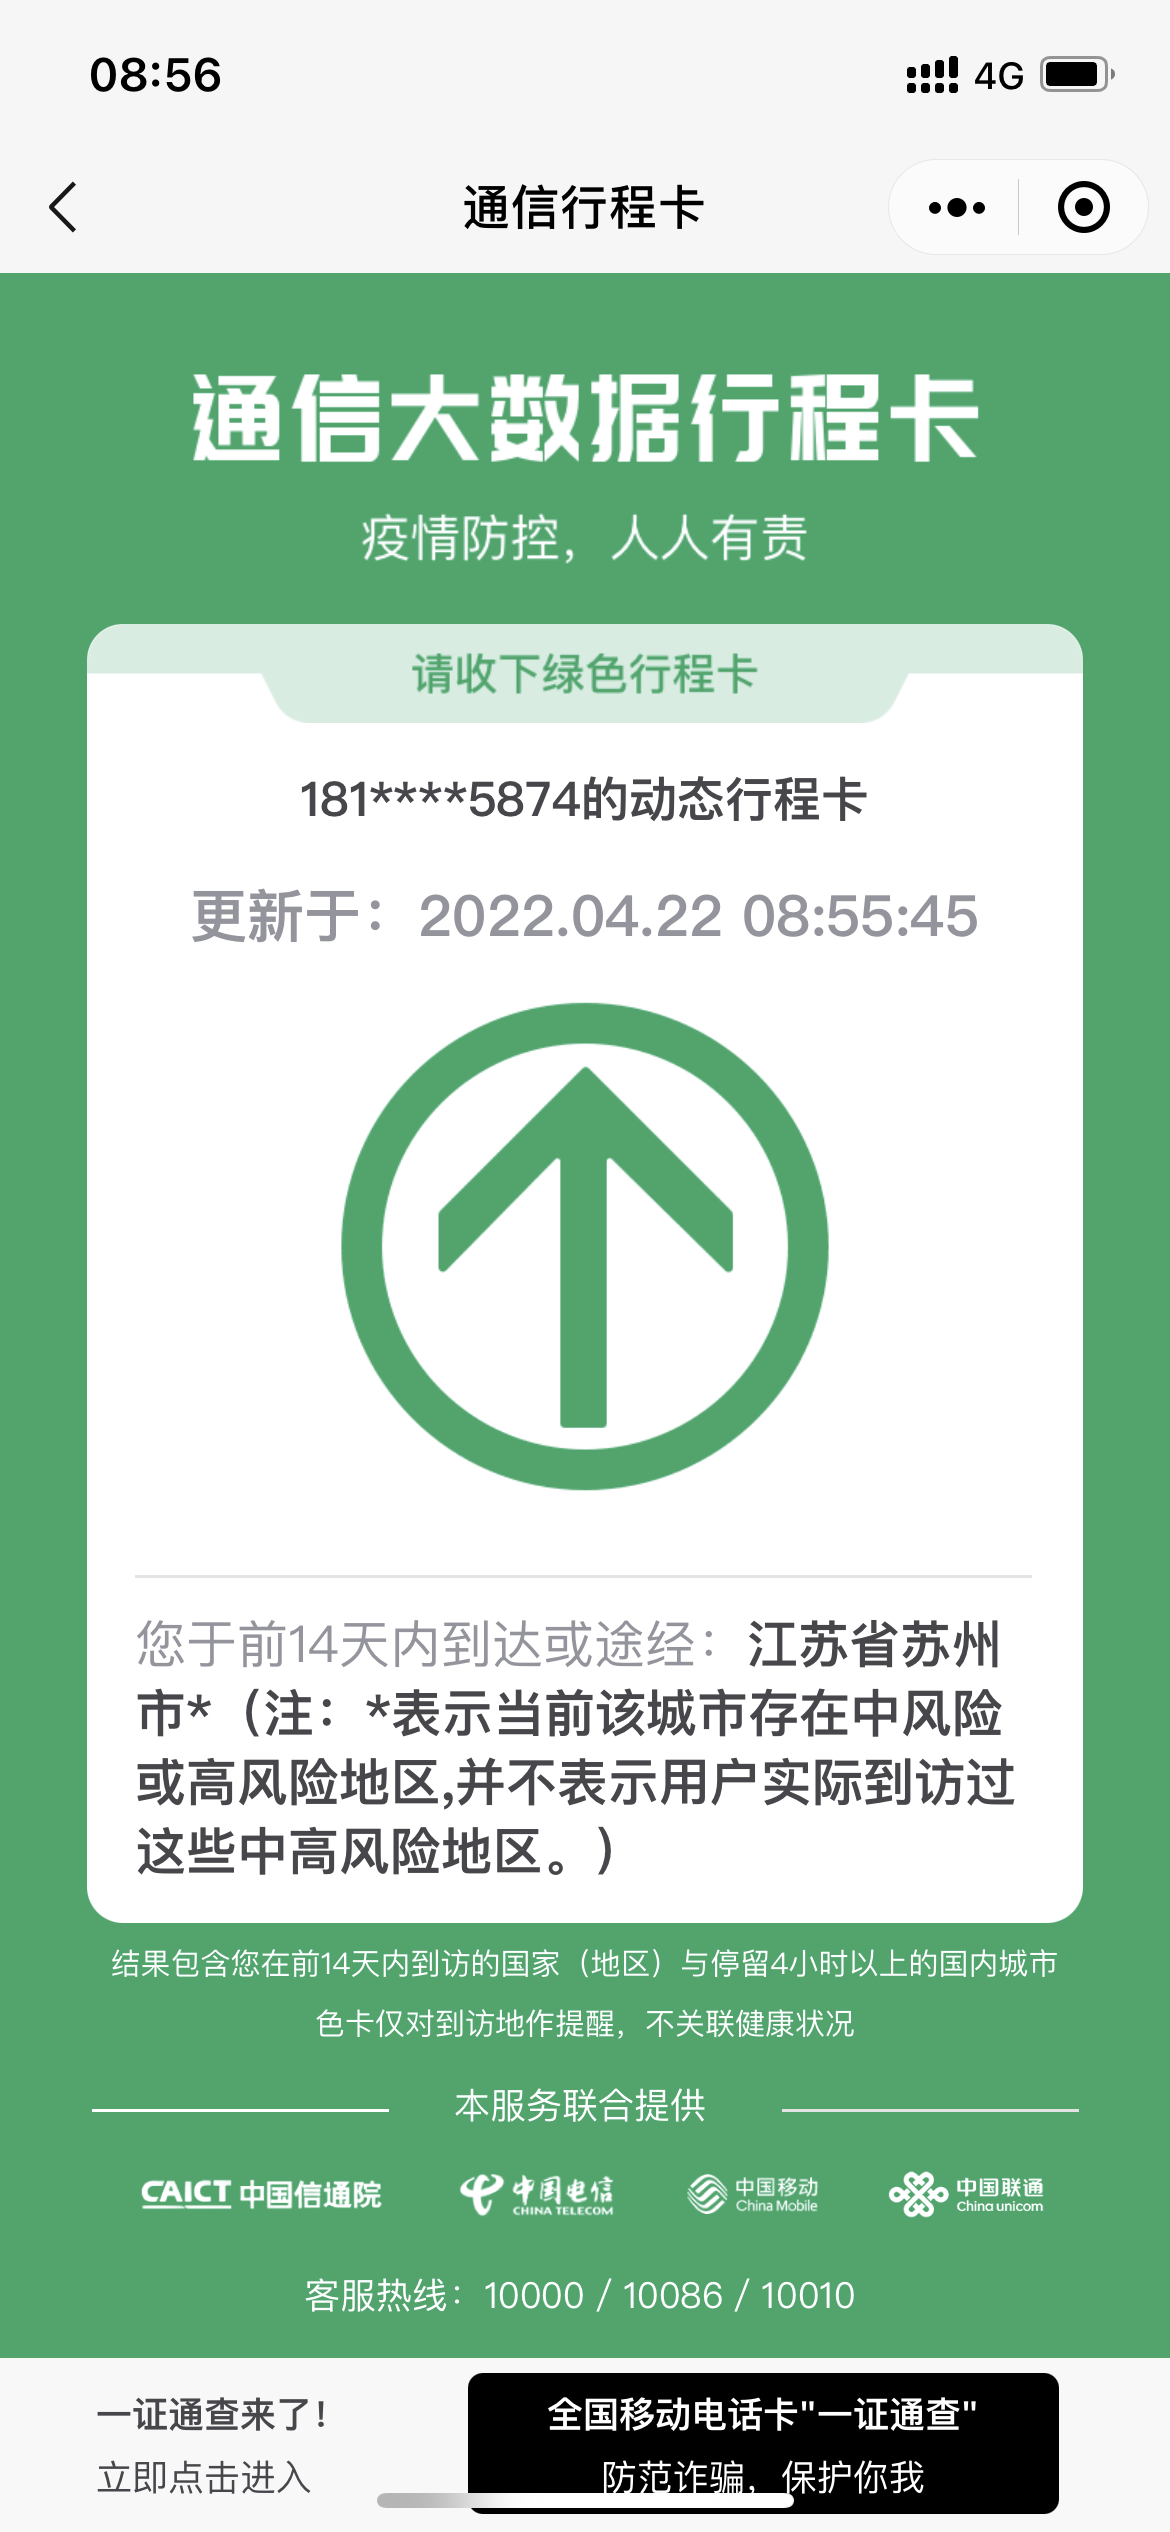 08:56
4G
通信行程卡
通信大数据行程卡
疫情防控，人人有责
请收下绿色行程卡
181****5874的动态行程卡
更新于：2022.04.22 08:55:45
您于前14天内到达或途经：江苏省苏州
市*（注：*表示当前该城市存在中风险
或高风险地区,并不表示用户实际到访过
这些中高风险地区。）
结果包含您在前14天内到访的国家（地区）与停留4小时以上的国内城市
色卡仅对到访地作提醒，不关联健康状况
本服务联合提供
CAICT 中国信通院
中国电信
CHINA TELECOM
中国移动
China Mobile
中国联通
China unicom
客服热线：10000 / 10086 / 10010
一证通查来了！
立即点击进入
全国移动电话卡"一证通查"
防范诈骗，保护你我